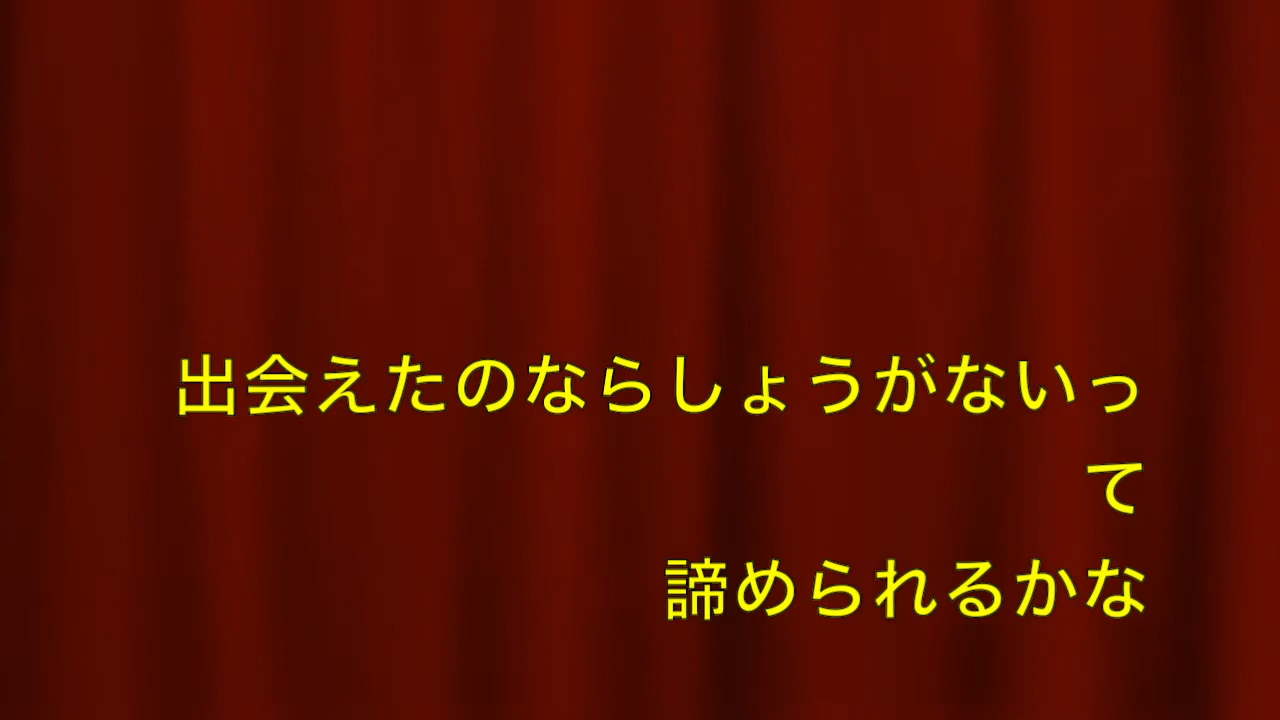 出会えたのならしょうがないっ
て
諦められるかな